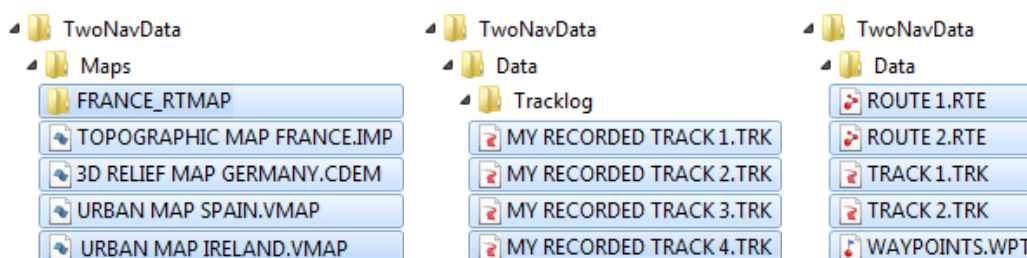 TwoNavData
Maps
FRANCE_RTMAP
TOPOGRAPHIC MAP FRANCE.IMP
3D RELIEF MAP GERMANY.CDEM
URBAN MAP SPAIN.VMAP
URBAN MAP IRELAND.VMAP
TwoNavData
Data
Tracklog
MY RECORDED TRACK 1.TRK
MY RECORDED TRACK 2.TRK
MY RECORDED TRACK 3.TRK
MY RECORDED TRACK 4.TRK
TwoNavData
Data
ROUTE 1.RTE
ROUTE 2.RTE
TRACK 1.TRK
TRACK 2.TRK
WAYPOINTS.WPT